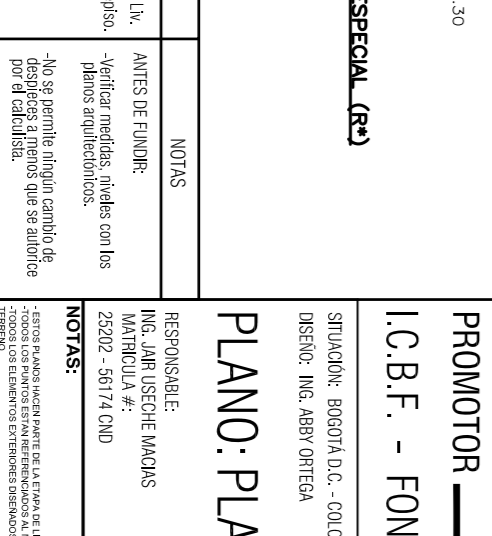 .30
ESPECIAL (R*)
NOTAS
ANTES DE FUNDIR:
-Verificar medidas, niveles con los
planos arquitectónicos.
-No se permite ningún cambio de
despieces a menos que se autorice
por el calculista.
Liv.
piso.
PROMOTOR
I.C.B.F. - FON
SITUACIÓN: BOGOTÁ D.C. - COLO
DISEÑO: ING. ABBY ORTEGA
PLANO: PLA
RESPONSABLE:
ING. JAIR USECHE MACIAS
MATRICULA #:
25202 - 56174 CND
NOTAS:
- ESTOS PLANOS HACEN PARTE DE LA ETAPA DE LI
-TODOS LOS PUNTOS ESTAN REFERENCIADOS AL N
-TODOS LOS ELEMENTOS EXTERIORES DISEÑADOS
TERRENO